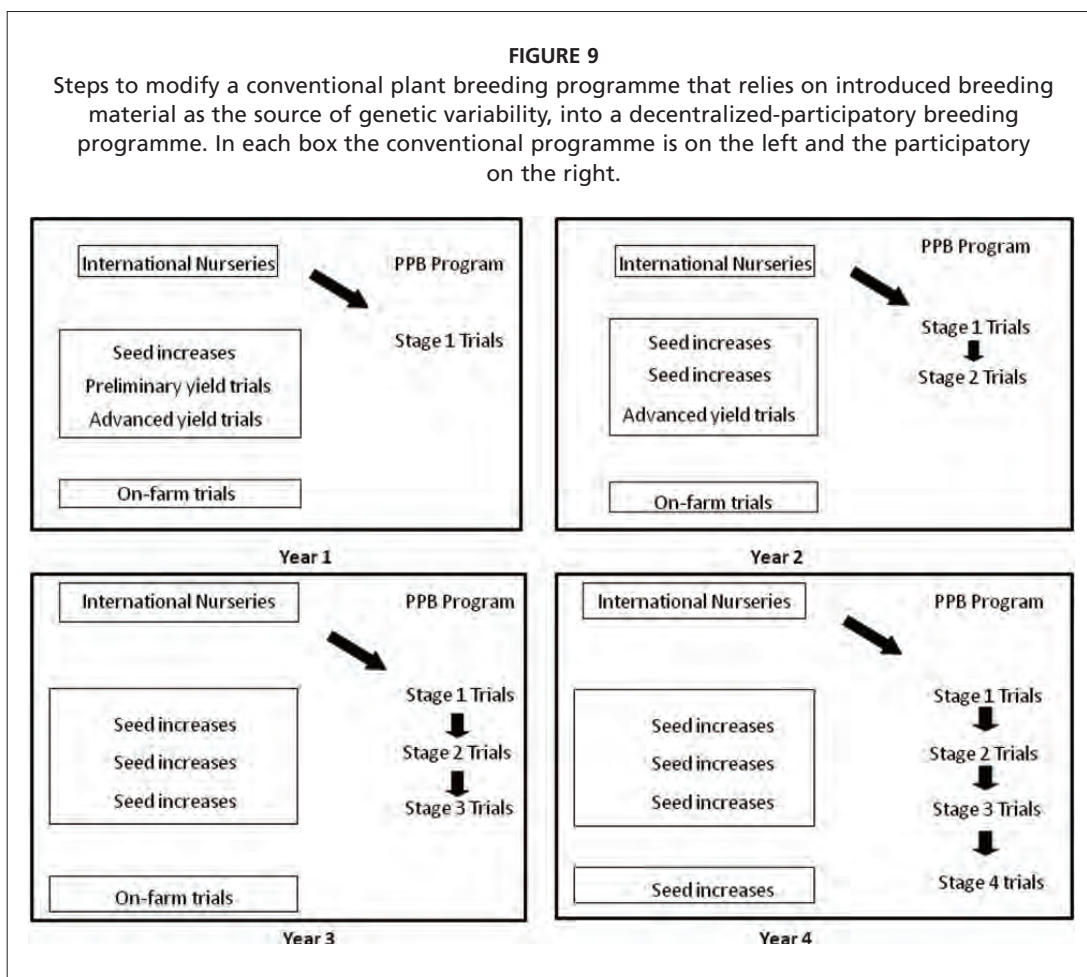 FIGURE 9
Steps to modify a conventional plant breeding programme that relies on introduced breeding
material as the source of genetic variability, into a decentralized-participatory breeding
programme. In each box the conventional programme is on the left and the participatory
on the right.
International Nurseries
PPB Program
Stage 1 Trials
Seed increases
Preliminary yield trials
Advanced yield trials
On-farm trials
Year 1
International Nurseries
PPB Program
Stage 1 Trials
Stage 2 Trials
Seed increases
Seed increases
Advanced yield trials
On-farm trials
Year 2
International Nurseries
PPB Program
Stage 1 Trials
Stage 2 Trials
Stage 3 Trials
Seed increases
Seed increases
Seed increases
On-farm trials
Year 3
International Nurseries
PPB Program
Stage 1 Trials
Stage 2 Trials
Stage 3 Trials
Stage 4 trials
Seed increases
Seed increases
Seed increases
Seed increases
Year 4